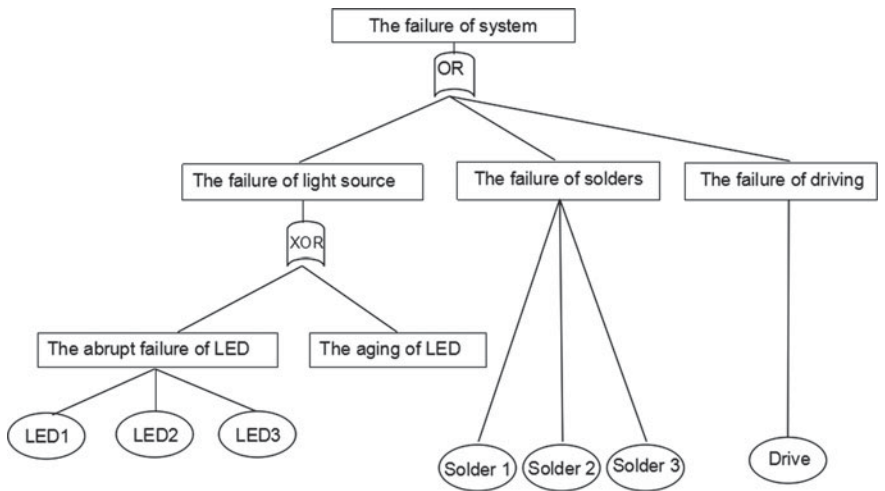 The failure of system
OR
The failure of light source
The failure of solders
The failure of driving
XOR
The abrupt failure of LED
The aging of LED
LED1
LED2
LED3
Solder 1
Solder 2
Solder 3
Drive